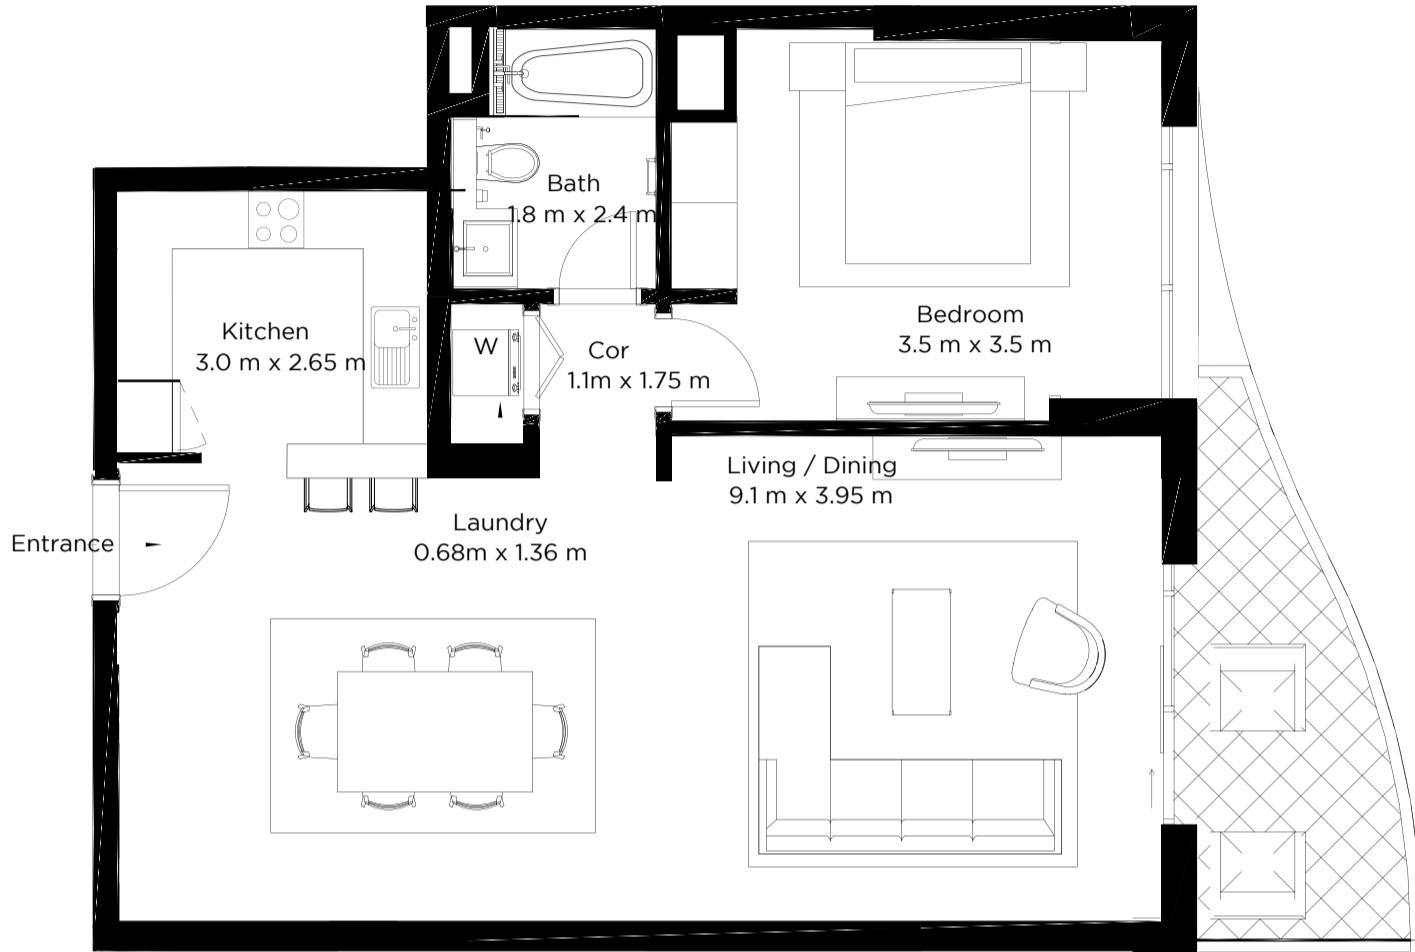 Bath
1.8 m x 2.4 m
Kitchen
3.0 m x 2.65 m
W
Cor
1.1m x 1.75 m
Bedroom
3.5 m x 3.5 m
Living / Dining
9.1 m x 3.95 m
Laundry
0.68m x 1.36 m
Entrance